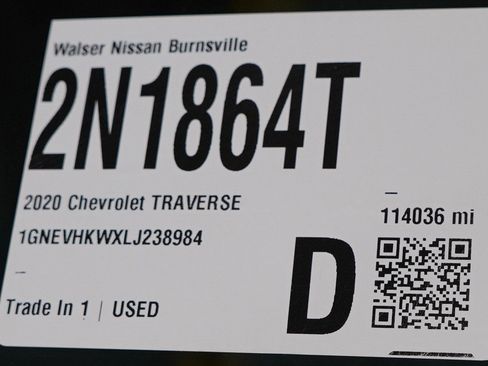 Walser Nissan Burnsville
2N1864T
2020 Chevrolet TRAVERSE
114036 mi
1GNEVHKWXLJ238984
D
Trade In 1 | USED